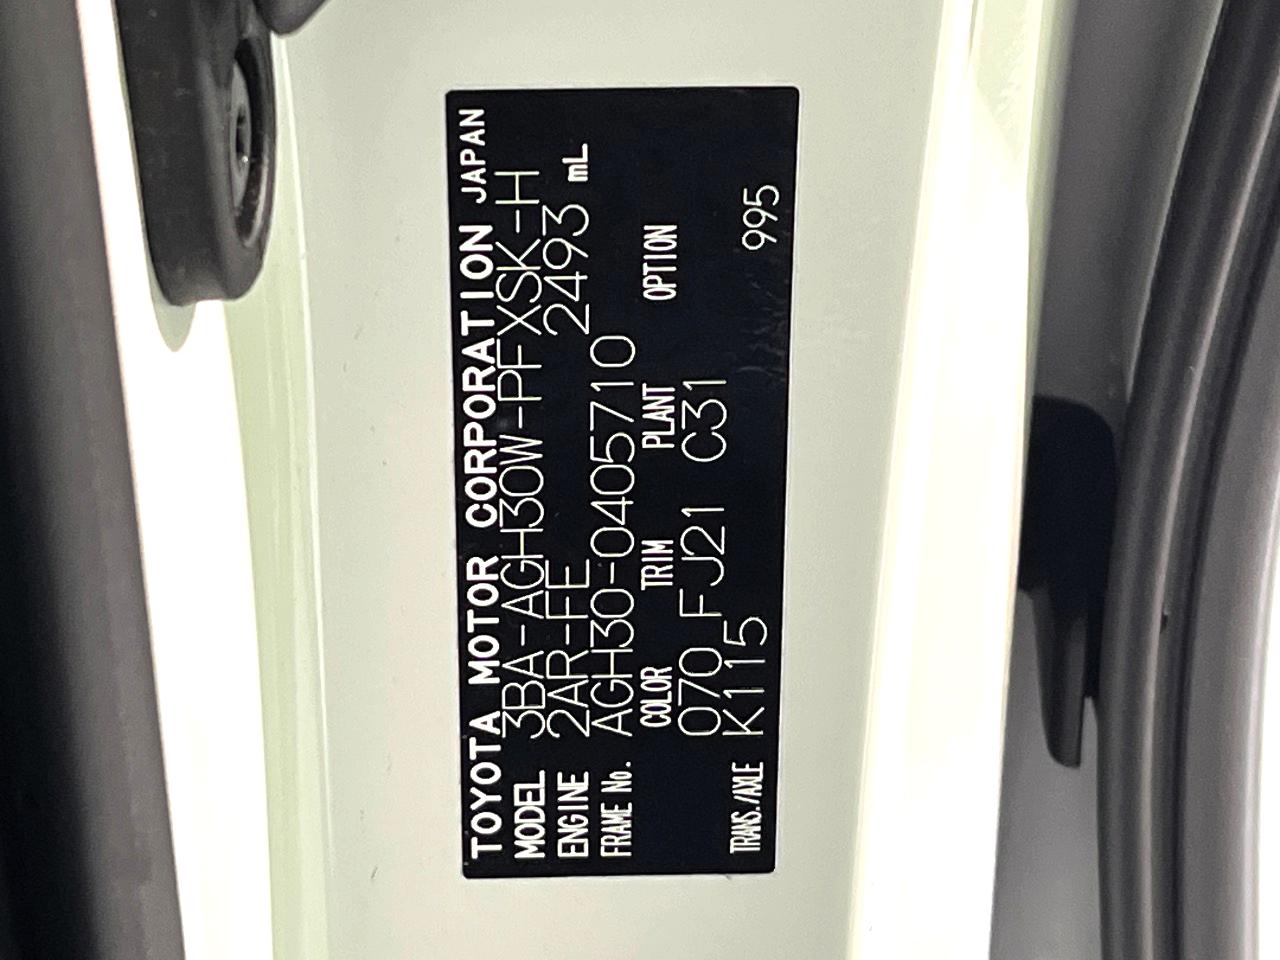 TOYOTA MOTOR CORPORATION JAPAN
MODEL 3BA-AGH30W-PFXSK-H
ENGINE 2AR-FE 2493 mL
FRAME No. AGH30-0405710
COLOR TRIM PLANT OPTION
070 FJ21 C31
TRANS./AXLE K115 995